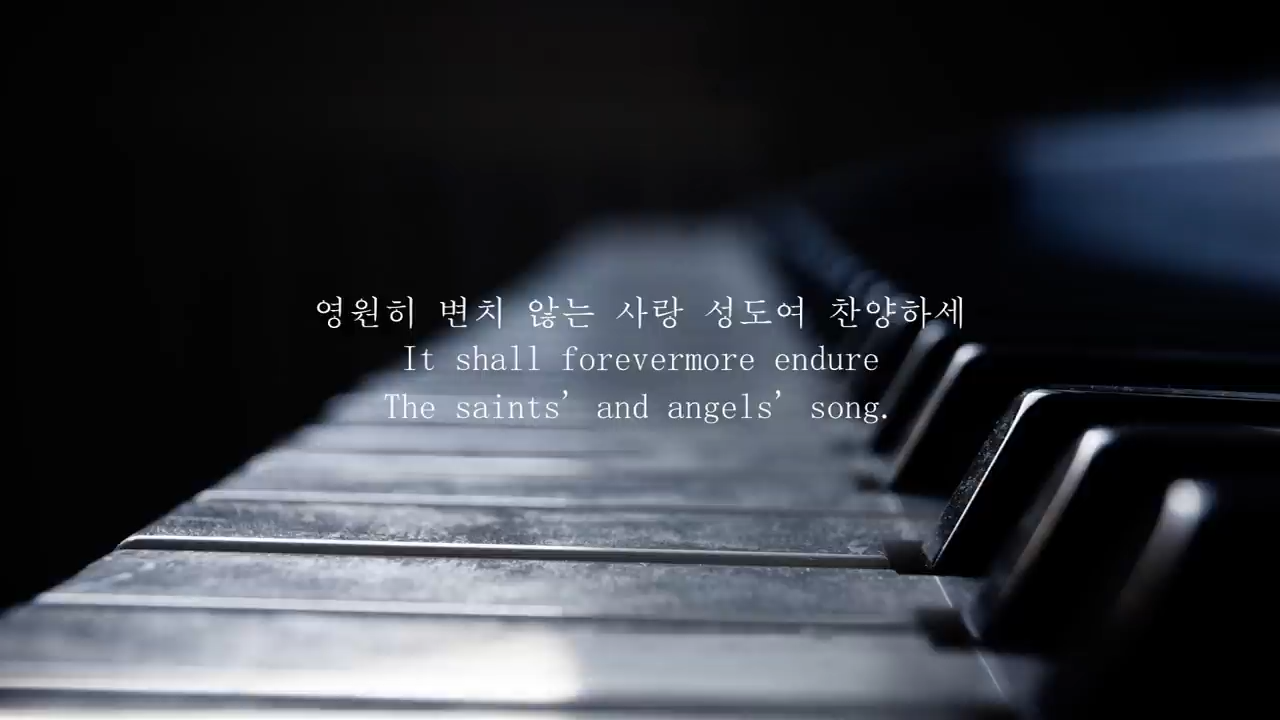 영원히 변치 않는 사랑 성도여 찬양하세
It shall forevermore endure
The saints’ and angels’ song.